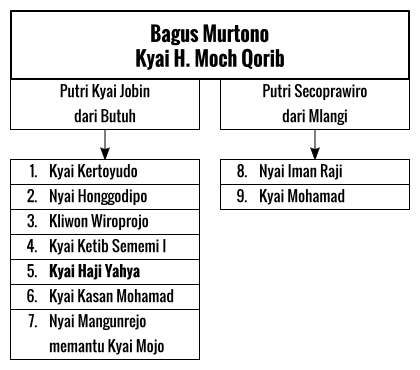 Bagus Murtono
Kyai H. Moch Qorib
Putri Kyai Jobin
dari Butuh
Putri Secoprawiro
dari Mlangi
1. Kyai Kertoyudo
2. Nyai Honggodipo
3. Kliwon Wiroprojo
4. Kyai Ketib Sememi I
5. Kyai Haji Yahya
6. Kyai Kasan Mohamad
7. Nyai Mangunrejo
memantu Kyai Mojo
8. Nyai Iman Raji
9. Kyai Mohamad